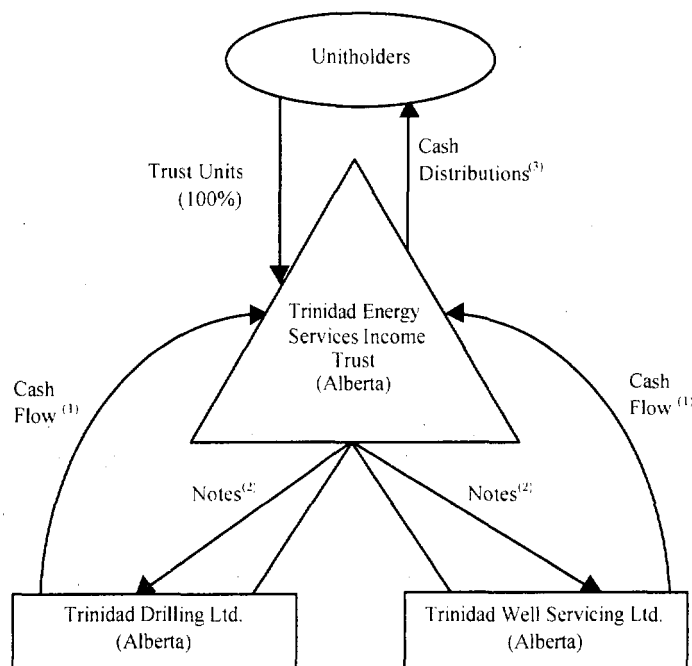 Unitholders
Trust Units
(100%)
Cash
Distributions(3)
Trinidad Energy
Services Income
Trust
(Alberta)
Cash
Flow (1)
Cash
Flow (1)
Notes(2)
Notes(2)
Trinidad Drilling Ltd.
(Alberta)
Trinidad Well Servicing Ltd.
(Alberta)